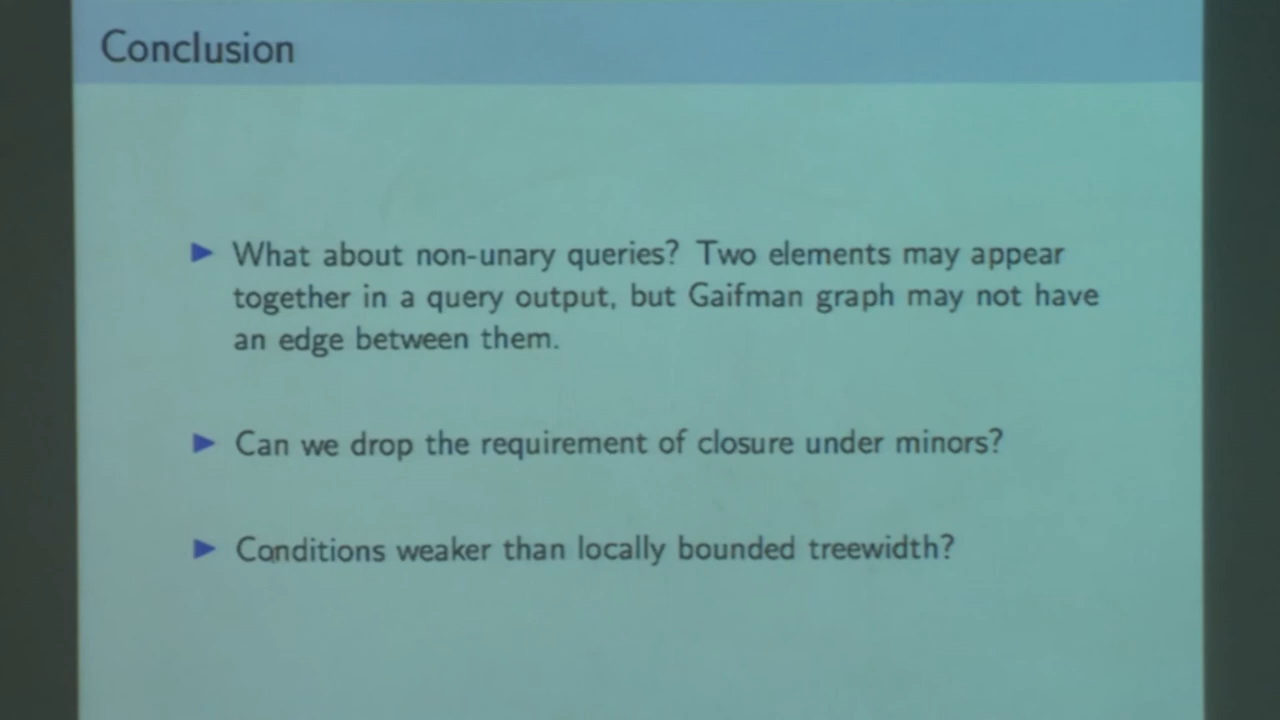 Conclusion
What about non-unary queries? Two elements may appear
together in a query output, but Gaifman graph may not have
an edge between them.
Can we drop the requirement of closure under minors?
Conditions weaker than locally bounded treewidth?